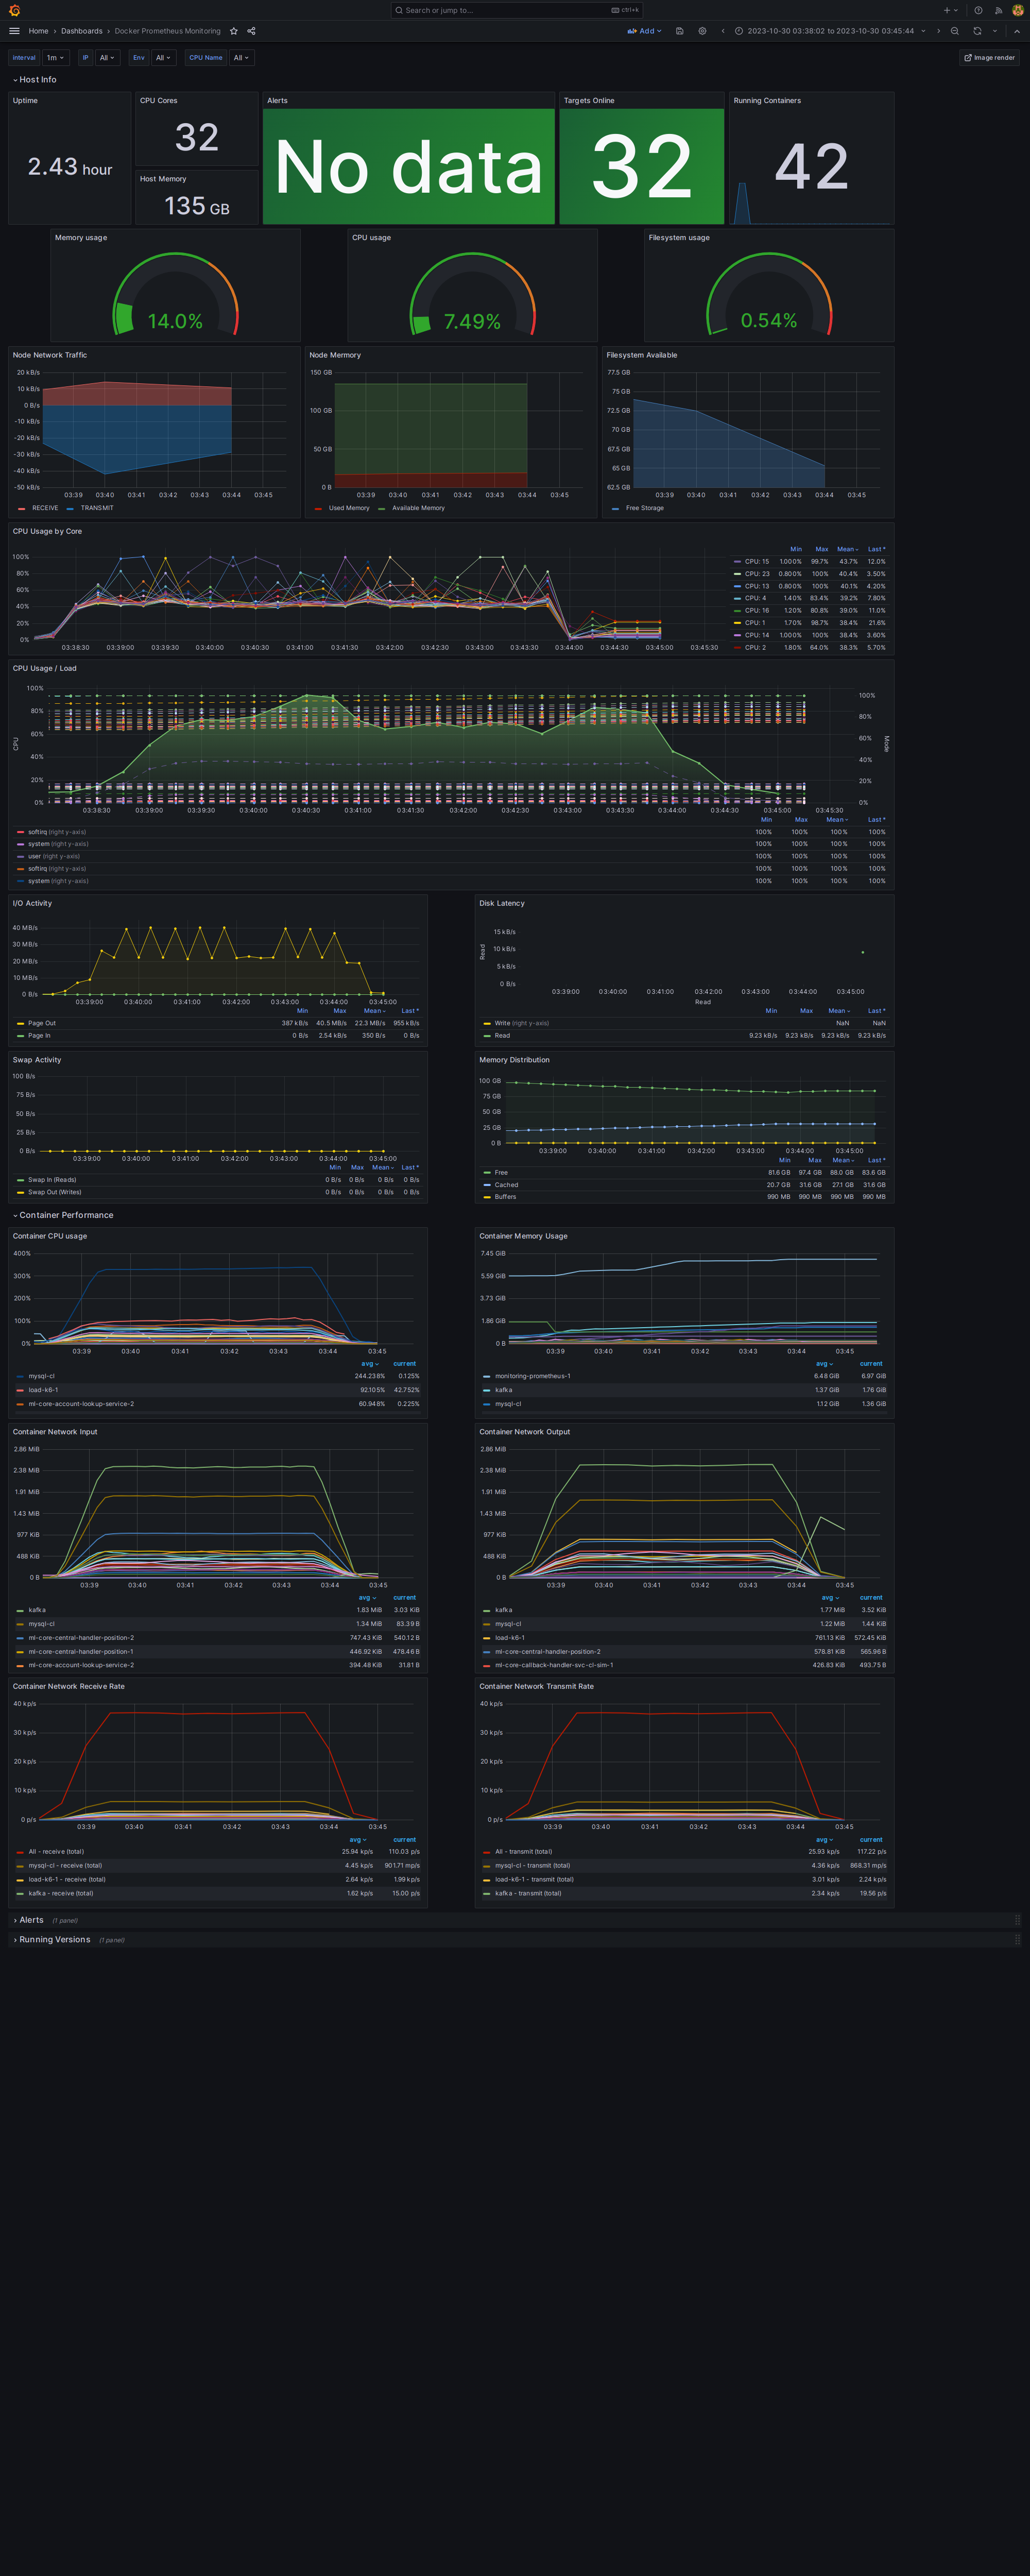 Search or jump to... ctrl+k
Home › Dashboards › Docker Prometheus Monitoring Add 2023-10-30 03:38:02 to 2023-10-30 03:45:44
Interval 1m IP All Env All CPU Name All Image render
Host Info
Uptime
2.43 hour
CPU Cores
32
Host Memory
135 GB
Alerts
No data
Targets Online
32
Running Containers
42
Memory usage
14.0%
CPU usage
7.49%
Filesystem usage
0.54%
Node Network Traffic
20 kB/s
10 kB/s
0 B/s
-10 kB/s
-20 kB/s
-30 kB/s
-40 kB/s
-50 kB/s
03:39 03:40 03:41 03:42 03:43 03:44 03:45
RECEIVE TRANSMIT
Node Mermory
150 GB
100 GB
50 GB
0 B
03:39 03:40 03:41 03:42 03:43 03:44 03:45
Used Memory Available Memory
Filesystem Available
77.5 GB
75 GB
72.5 GB
70 GB
67.5 GB
65 GB
62.5 GB
03:39 03:40 03:41 03:42 03:43 03:44 03:45
Free Storage
CPU Usage by Core
100%
80%
60%
40%
20%
0%
03:38:30 03:39:00 03:39:30 03:40:00 03:40:30 03:41:00 03:41:30 03:42:00 03:42:30 03:43:00 03:43:30 03:44:00 03:44:30 03:45:00 03:45:30
Min Max Mean Last *
CPU: 15 1.000% 99.7% 43.7% 12.0%
CPU: 23 0.800% 100% 40.4% 3.50%
CPU: 13 0.800% 100% 40.1% 4.20%
CPU: 4 1.40% 83.4% 39.2% 7.80%
CPU: 16 1.20% 80.8% 39.0% 11.0%
CPU: 1 1.70% 98.7% 38.4% 21.6%
CPU: 14 1.000% 100% 38.4% 3.60%
CPU: 2 1.80% 64.0% 38.3% 5.70%
CPU Usage / Load
CPU
100%
80%
60%
40%
20%
0%
03:38:30 03:39:00 03:39:30 03:40:00 03:40:30 03:41:00 03:41:30 03:42:00 03:42:30 03:43:00 03:43:30 03:44:00 03:44:30 03:45:00 03:45:30
100%
80%
60%
40%
20%
0%
Mode
Min Max Mean Last *
softirq (right y-axis) 100% 100% 100% 100%
system (right y-axis) 100% 100% 100% 100%
user (right y-axis) 100% 100% 100% 100%
softirq (right y-axis) 100% 100% 100% 100%
system (right y-axis) 100% 100% 100% 100%
I/O Activity
40 MB/s
30 MB/s
20 MB/s
10 MB/s
0 B/s
03:39:00 03:40:00 03:41:00 03:42:00 03:43:00 03:44:00 03:45:00
Min Max Mean Last *
Page Out 387 kB/s 40.5 MB/s 22.3 MB/s 955 kB/s
Page In 0 B/s 2.54 kB/s 350 B/s 0 B/s
Disk Latency
Read
15 kB/s
10 kB/s
5 kB/s
0 B/s
03:39:00 03:40:00 03:41:00 03:42:00 03:43:00 03:44:00 03:45:00
Read
Min Max Mean Last *
Write (right y-axis) NaN NaN
Read 9.23 kB/s 9.23 kB/s 9.23 kB/s 9.23 kB/s
Swap Activity
100 B/s
75 B/s
50 B/s
25 B/s
0 B/s
03:39:00 03:40:00 03:41:00 03:42:00 03:43:00 03:44:00 03:45:00
Min Max Mean Last *
Swap In (Reads) 0 B/s 0 B/s 0 B/s 0 B/s
Swap Out (Writes) 0 B/s 0 B/s 0 B/s 0 B/s
Memory Distribution
100 GB
75 GB
50 GB
25 GB
0 B
03:39:00 03:40:00 03:41:00 03:42:00 03:43:00 03:44:00 03:45:00
Min Max Mean Last *
Free 81.6 GB 97.4 GB 88.0 GB 83.6 GB
Cached 20.7 GB 31.6 GB 27.1 GB 31.6 GB
Buffers 990 MB 990 MB 990 MB 990 MB
Container Performance
Container CPU usage
400%
300%
200%
100%
0%
03:39 03:40 03:41 03:42 03:43 03:44 03:45
avg current
mysql-cl 244.238% 0.125%
load-k6-1 92.105% 42.752%
ml-core-account-lookup-service-2 60.948% 0.225%
Container Memory Usage
7.45 GiB
5.59 GiB
3.73 GiB
1.86 GiB
0 B
03:39 03:40 03:41 03:42 03:43 03:44 03:45
avg current
monitoring-prometheus-1 6.48 GiB 6.97 GiB
kafka 1.37 GiB 1.76 GiB
mysql-cl 1.12 GiB 1.36 GiB
Container Network Input
2.86 MiB
2.38 MiB
1.91 MiB
1.43 MiB
977 KiB
488 KiB
0 B
03:39 03:40 03:41 03:42 03:43 03:44 03:45
avg current
kafka 1.83 MiB 3.03 KiB
mysql-cl 1.34 MiB 83.39 B
ml-core-central-handler-position-2 747.43 KiB 540.12 B
ml-core-central-handler-position-1 446.92 KiB 478.46 B
ml-core-account-lookup-service-2 394.48 KiB 31.81 B
Container Network Output
2.86 MiB
2.38 MiB
1.91 MiB
1.43 MiB
977 KiB
488 KiB
0 B
03:39 03:40 03:41 03:42 03:43 03:44 03:45
avg current
kafka 1.77 MiB 3.52 KiB
mysql-cl 1.22 MiB 1.44 KiB
load-k6-1 761.13 KiB 572.45 KiB
ml-core-central-handler-position-2 578.81 KiB 565.96 B
ml-core-callback-handler-svc-cl-sim-1 426.83 KiB 493.75 B
Container Network Receive Rate
40 kp/s
30 kp/s
20 kp/s
10 kp/s
0 p/s
03:39 03:40 03:41 03:42 03:43 03:44 03:45
avg current
All - receive (total) 25.94 kp/s 110.03 p/s
mysql-cl - receive (total) 4.45 kp/s 901.71 mp/s
load-k6-1 - receive (total) 2.64 kp/s 1.99 kp/s
kafka - receive (total) 1.62 kp/s 15.00 p/s
Container Network Transmit Rate
40 kp/s
30 kp/s
20 kp/s
10 kp/s
0 p/s
03:39 03:40 03:41 03:42 03:43 03:44 03:45
avg current
All - transmit (total) 25.93 kp/s 117.22 p/s
mysql-cl - transmit (total) 4.36 kp/s 868.31 mp/s
load-k6-1 - transmit (total) 3.01 kp/s 2.24 kp/s
kafka - transmit (total) 2.34 kp/s 19.56 p/s
Alerts (1 panel)
Running Versions (1 panel)